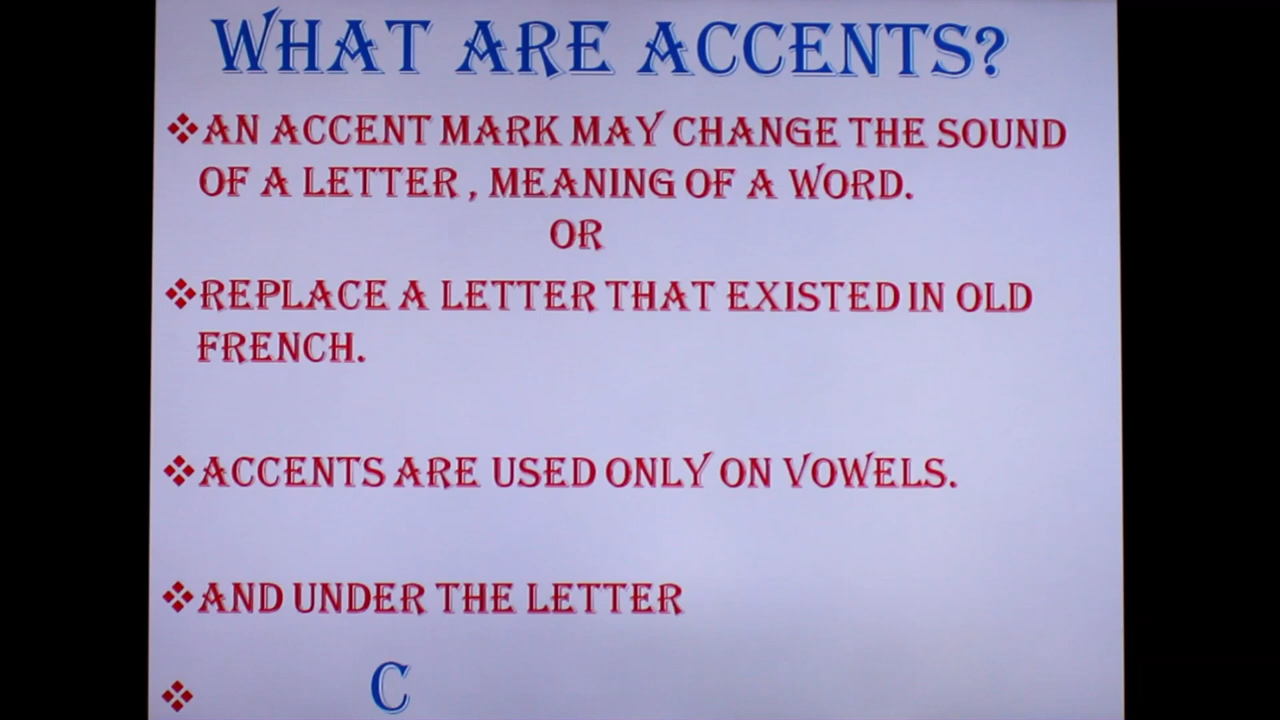 WHAT ARE ACCENTS?
❖AN ACCENT MARK MAY CHANGE THE SOUND
OF A LETTER , MEANING OF A WORD.
OR
❖REPLACE A LETTER THAT EXISTED IN OLD
FRENCH.
❖ACCENTS ARE USED ONLY ON VOWELS.
❖AND UNDER THE LETTER
❖ C